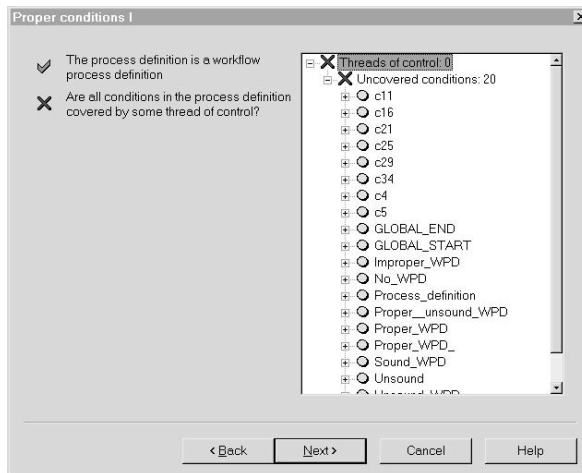 Proper conditions I
The process definition is a workflow
process definition
Are all conditions in the process definition
covered by some thread of control?
Threads of control: 0
Uncovered conditions: 20
c11
c16
c21
c25
c29
c34
c4
c5
GLOBAL_END
GLOBAL_START
Improper_WPD
No_WPD
Process_definition
Proper__unsound_WPD
Proper_WPD
Proper_WPD_
Sound_WPD
Unsound
Unsound_WPD
< Back
Next >
Cancel
Help